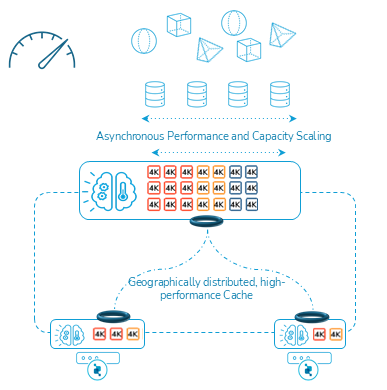 Asynchronous Performance and Capacity Scaling
4K 4K 4K 4K 4K 4K 4K
4K 4K 4K 4K 4K 4K 4K
4K 4K 4K 4K 4K 4K 4K
Geographically distributed, high-
performance Cache
4K 4K 4K
4K 4K